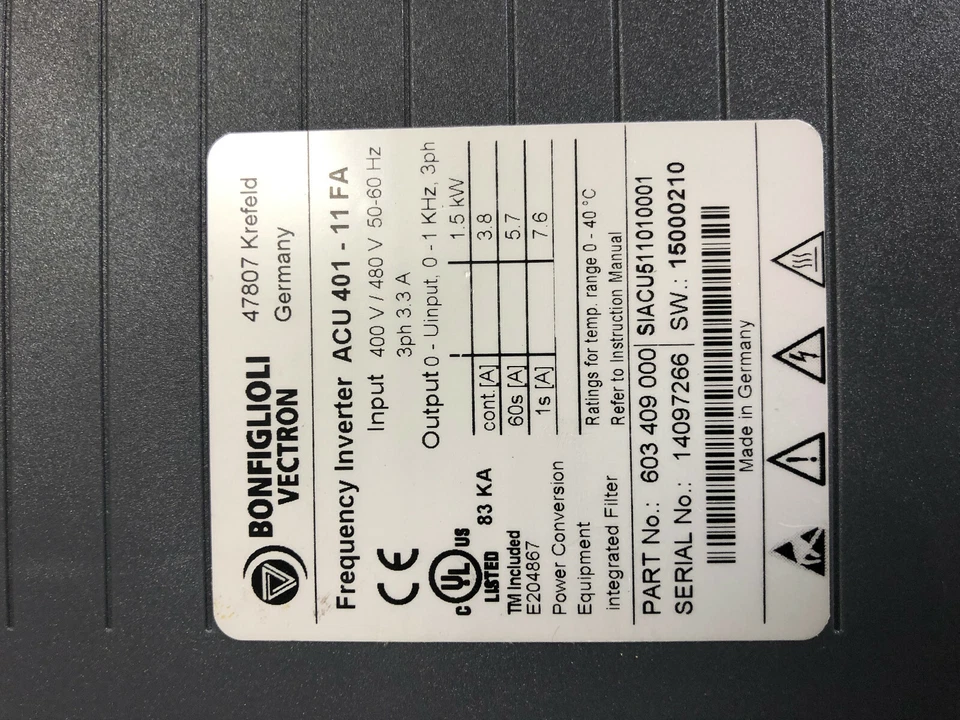 BONFIGLIOLI
VECTRON
47807 Krefeld
Germany
Frequency Inverter ACU 401 - 11 FA
Input 400 V / 480 V 50-60 Hz
3ph 3.3 A
Output 0 - Uinput, 0 - 1 KHz, 3ph
1.5 kW
cont.[A] 3.8
60s [A] 5.7
1s [A] 7.6
Ratings for temp. range 0 - 40 °C
Refer to Instruction Manual
CE
C UL US
LISTED 83 KA
TM Included
E204867
Power Conversion
Equipment
integrated Filter
PART No.: 603 409 000 SIACU511010001
SERIAL No.: 14097266 SW.: 15000210
Made in Germany